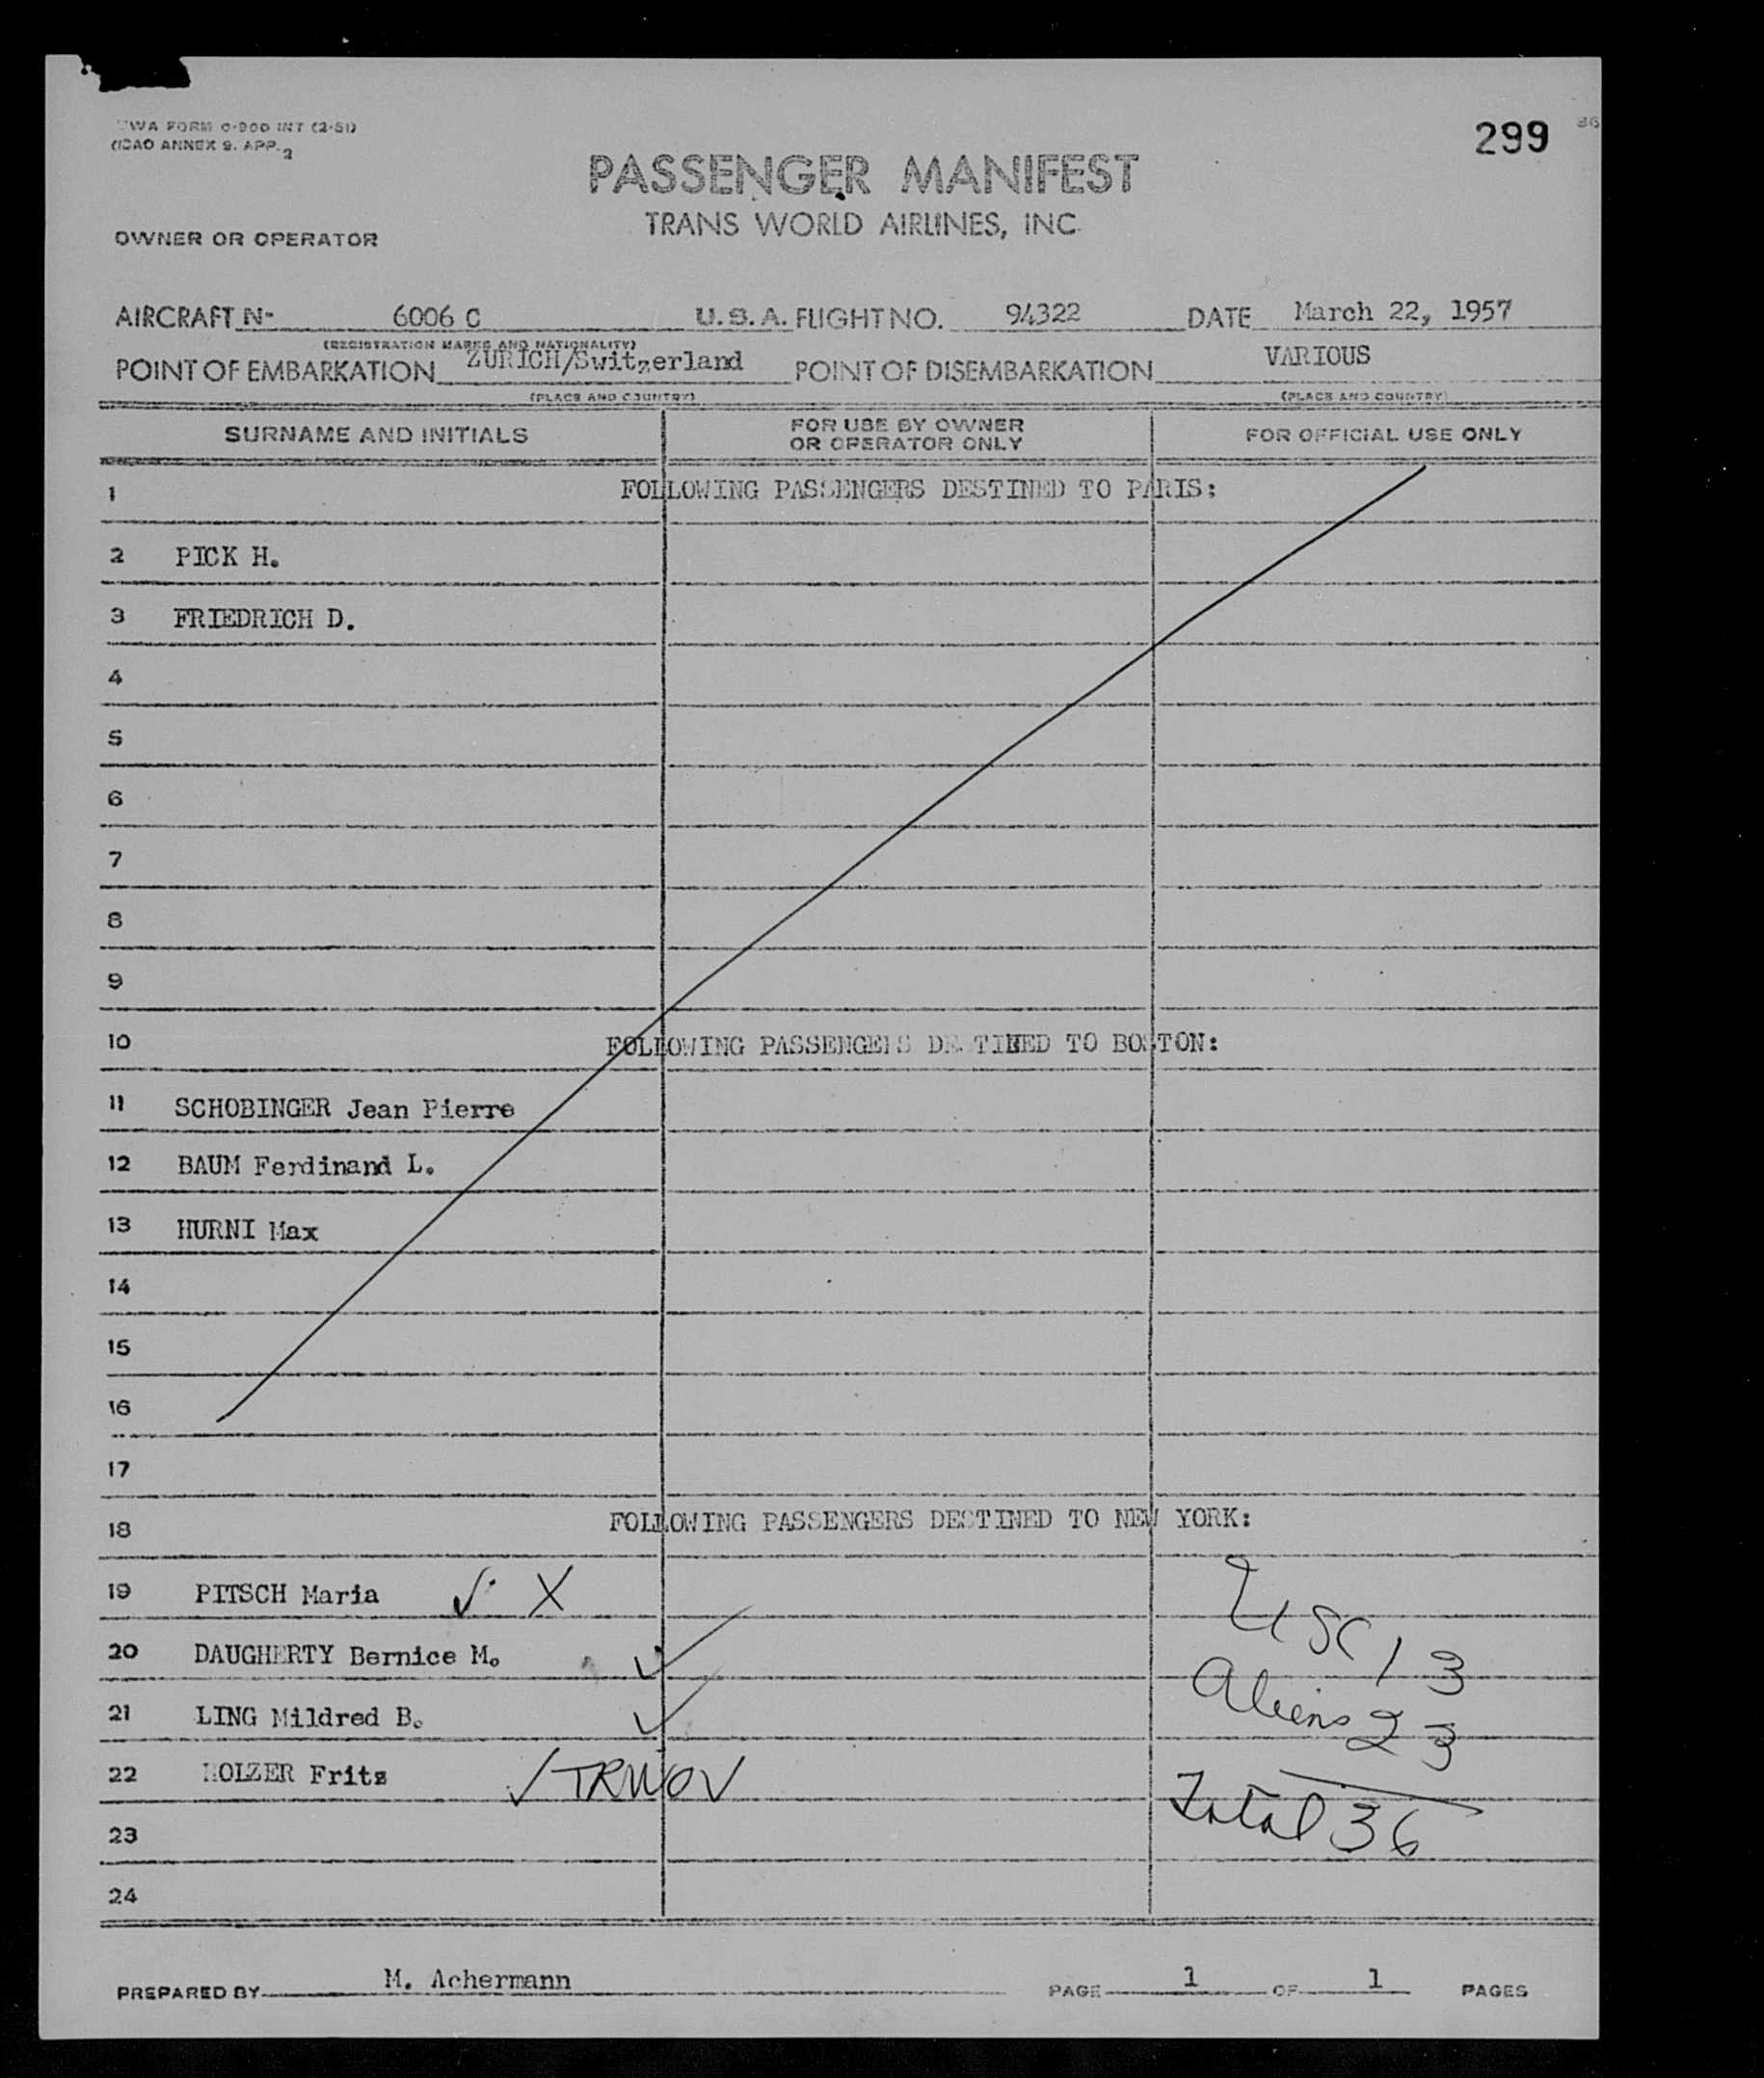 TWA FORM C-900 INT (2-51)
(ICAO ANNEX 9. APP. 2
299
PASSENGER MANIFEST
TRANS WORLD AIRLINES, INC.
OWNER OR OPERATOR
AIRCRAFT N- 6006 C U.S.A. FLIGHT NO. 94322 DATE March 22, 1957
(REGISTRATION MARKS AND NATIONALITY)
POINT OF EMBARKATION ZURICH/Switzerland POINT OF DISEMBARKATION VARIOUS
(PLACE AND COUNTRY) (PLACE AND COUNTRY)
SURNAME AND INITIALS FOR USE BY OWNER OR OPERATOR ONLY FOR OFFICIAL USE ONLY
1 FOLLOWING PASSENGERS DESTINED TO PARIS:
2 PICK H.
3 FRIEDRICH D.
4
5
6
7
8
9
10 FOLLOWING PASSENGERS DESTINED TO BOSTON:
11 SCHOBINGER Jean Pierre
12 BAUM Ferdinand L.
13 HURNI Max
14
15
16
17
18 FOLLOWING PASSENGERS DESTINED TO NEW YORK:
19 PITSCH Maria ✓ X
20 DAUGHERTY Bernice M. ✓ USC 13
21 LING Mildred B. ✓ Aliens 23
22 Fritz ✓ TRWOV
23 Total 36
24
PREPARED BY M. Achermann PAGE 1 OF 1 PAGES